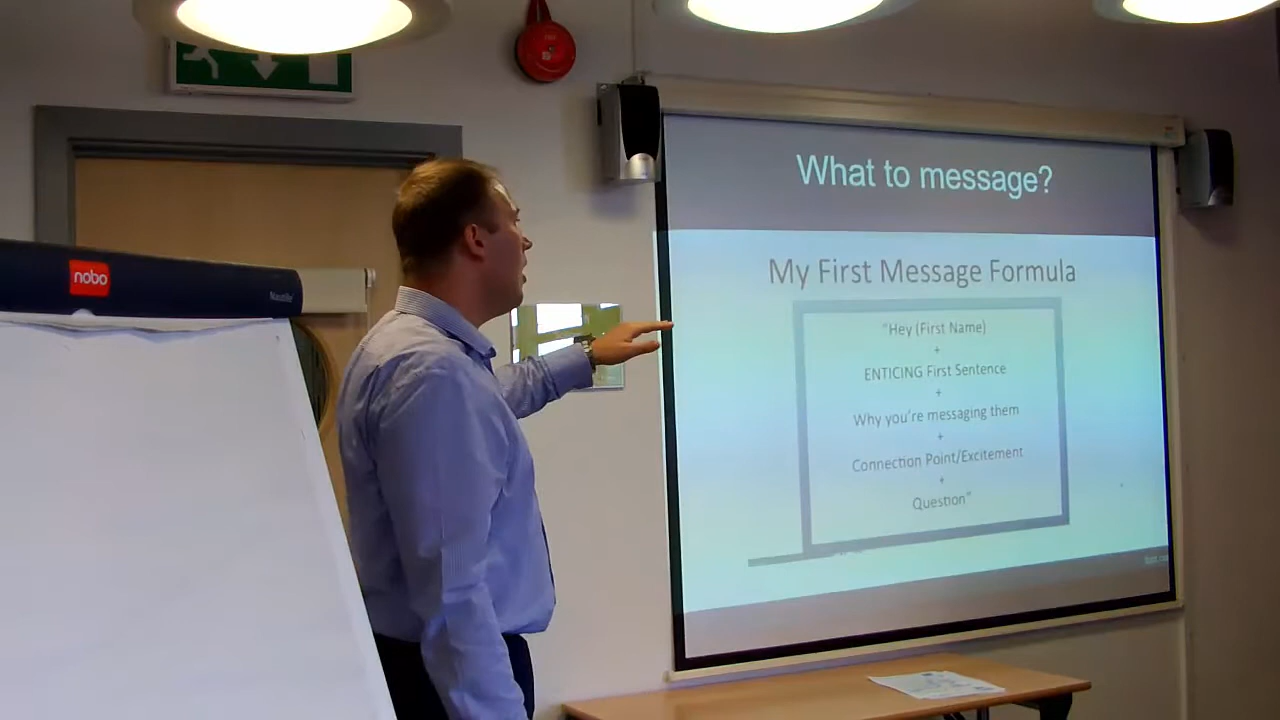 nobo
Nautile
What to message?
My First Message Formula
"Hey (First Name)
+
ENTICING First Sentence
+
Why you're messaging them
+
Connection Point/Excitement
+
Question"